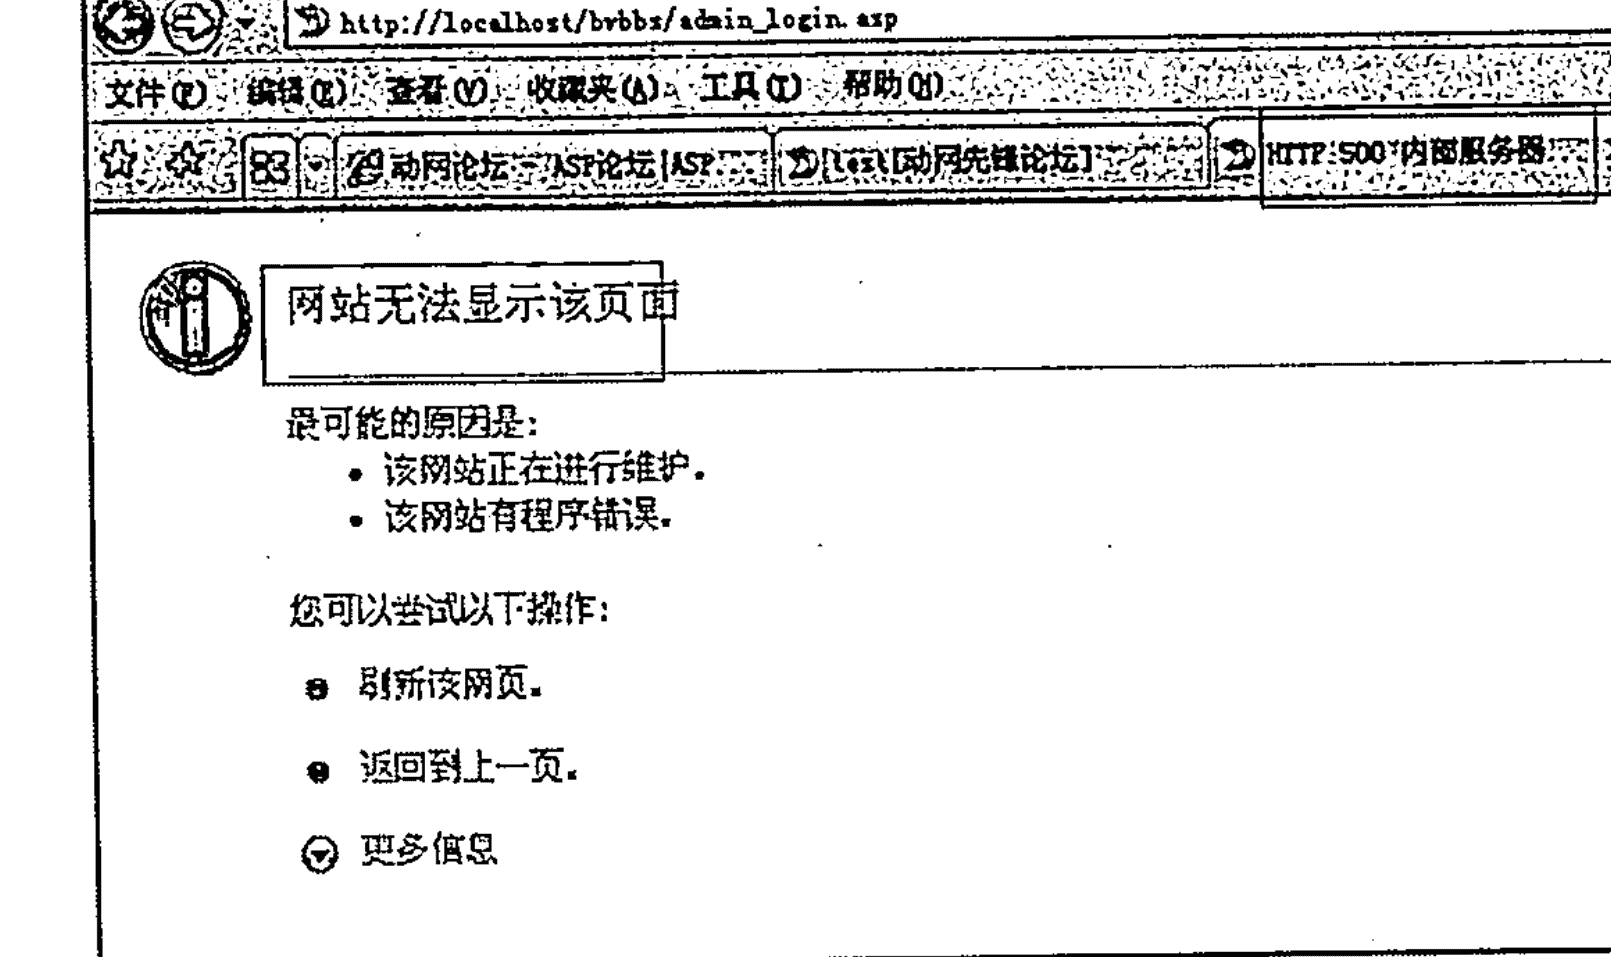 http://localhost/bvbbs/admin_login.asp
文件(F) 编辑(E) 查看(V) 收藏夹(A) 工具(T) 帮助(H)
动网论坛 - ASP论坛|ASP... [test[动网先锋论坛] HTTP 500 内部服务器
网站无法显示该页面
最可能的原因是:
• 该网站正在进行维护。
• 该网站有程序错误。
您可以尝试以下操作:
刷新该网页。
返回到上一页。
更多信息